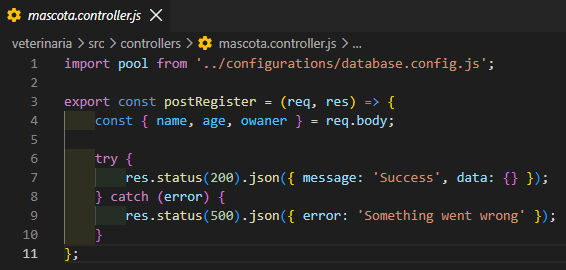 mascota.controller.js
veterinaria > src > controllers > mascota.controller.js > ...
1 import pool from '../configurations/database.config.js';
2
3 export const postRegister = (req, res) => {
4 const { name, age, owaner } = req.body;
5
6 try {
7 res.status(200).json({ message: 'Success', data: {} });
8 } catch (error) {
9 res.status(500).json({ error: 'Something went wrong' });
10 }
11 };